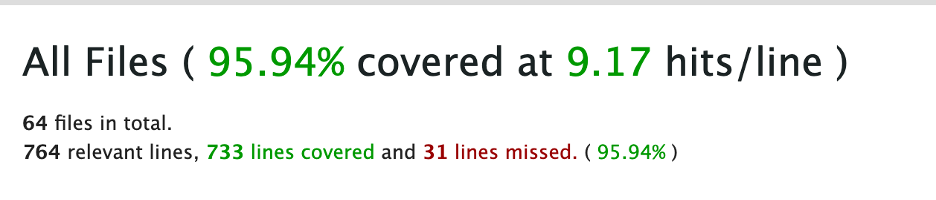 All Files ( 95.94% covered at 9.17 hits/line )
64 files in total.
764 relevant lines, 733 lines covered and 31 lines missed. ( 95.94% )